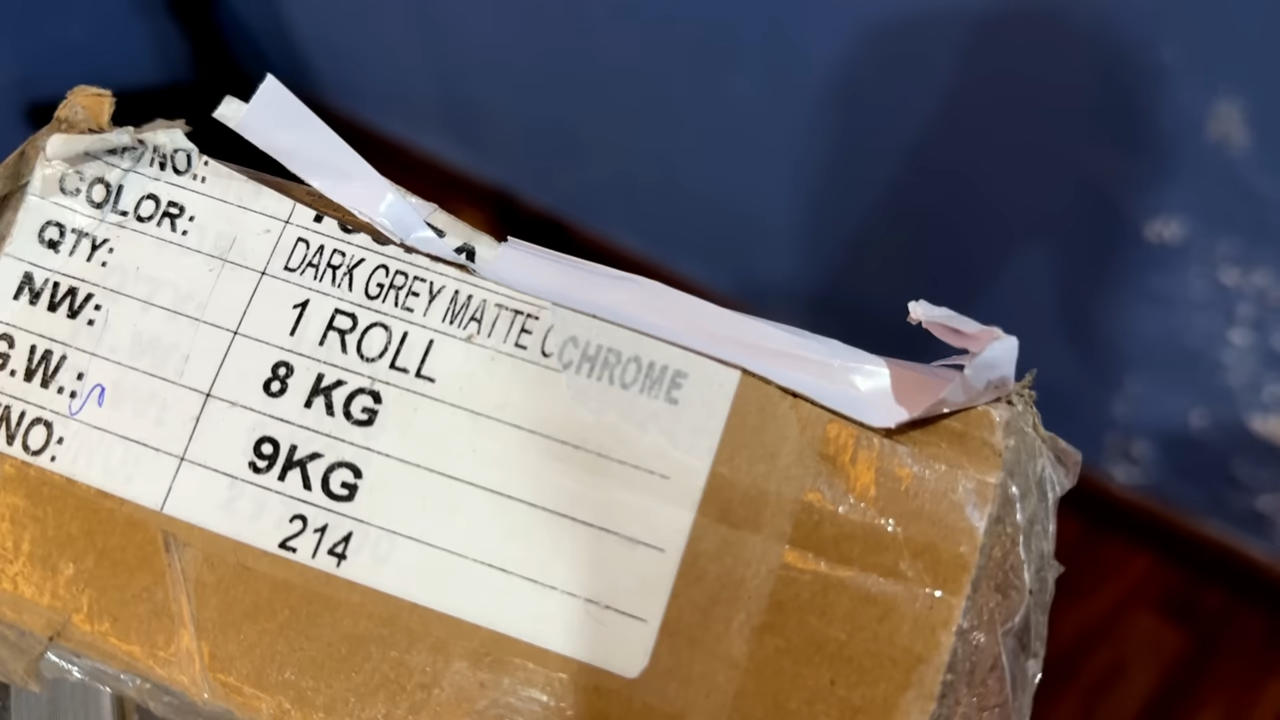 NO.:
COLOR: DARK GREY MATTE CHROME
QTY: 1 ROLL
NW: 8 KG
G.W.: 9KG
NO: 214